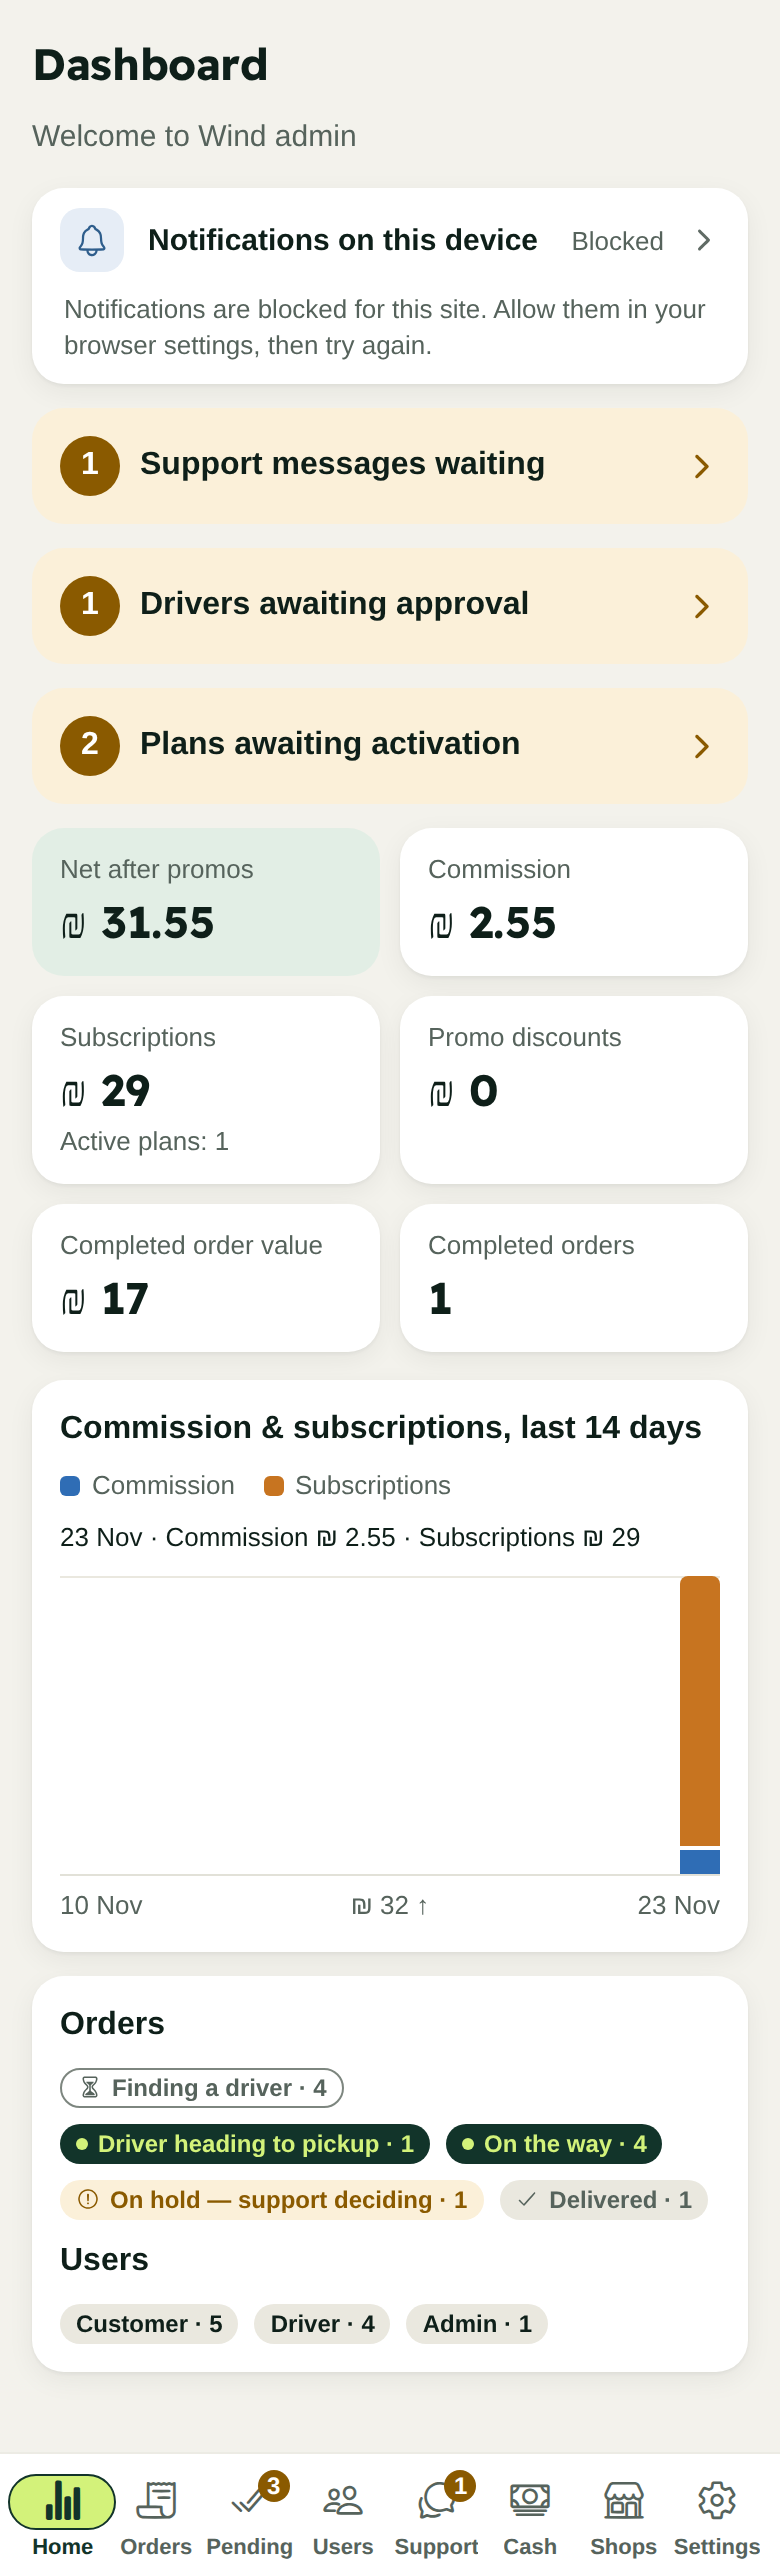 Dashboard
Welcome to Wind admin
Notifications on this device Blocked
Notifications are blocked for this site. Allow them in your
browser settings, then try again.
1 Support messages waiting
1 Drivers awaiting approval
2 Plans awaiting activation
Net after promos
₪ 31.55
Commission
₪ 2.55
Subscriptions
₪ 29
Active plans: 1
Promo discounts
₪ 0
Completed order value
₪ 17
Completed orders
1
Commission & subscriptions, last 14 days
Commission Subscriptions
23 Nov · Commission ₪ 2.55 · Subscriptions ₪ 29
10 Nov ₪ 32 ↑ 23 Nov
Orders
Finding a driver · 4
Driver heading to pickup · 1 On the way · 4
On hold — support deciding · 1 Delivered · 1
Users
Customer · 5 Driver · 4 Admin · 1
3 1
Home Orders Pending Users Support Cash Shops Settings